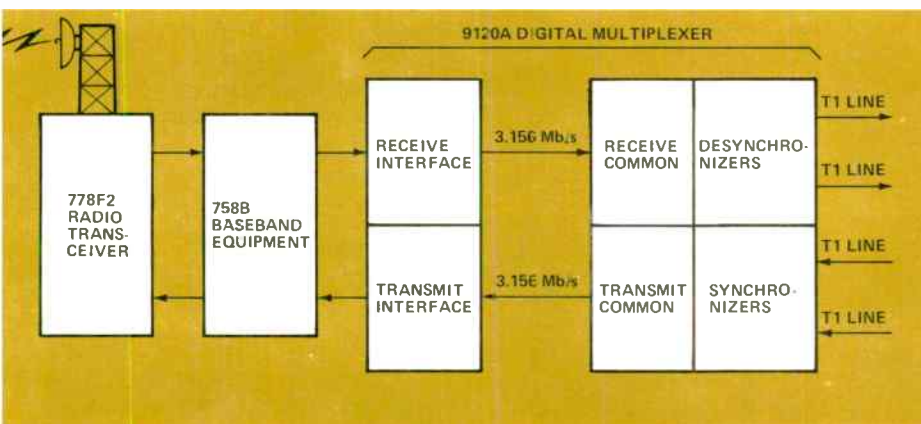 9120A DIGITAL MULTIPLEXER
778F2
RADIO
TRANS-
CEIVER
758B
BASEBAND
EQUIPMENT
RECEIVE
INTERFACE
3.156 Mb/s
RECEIVE
COMMON
DESYNCHRO-
NIZERS
T1 LINE
T1 LINE
TRANSMIT
INTERFACE
3.156 Mb/s
TRANSMIT
COMMON
SYNCHRO-
NIZERS
T1 LINE
T1 LINE